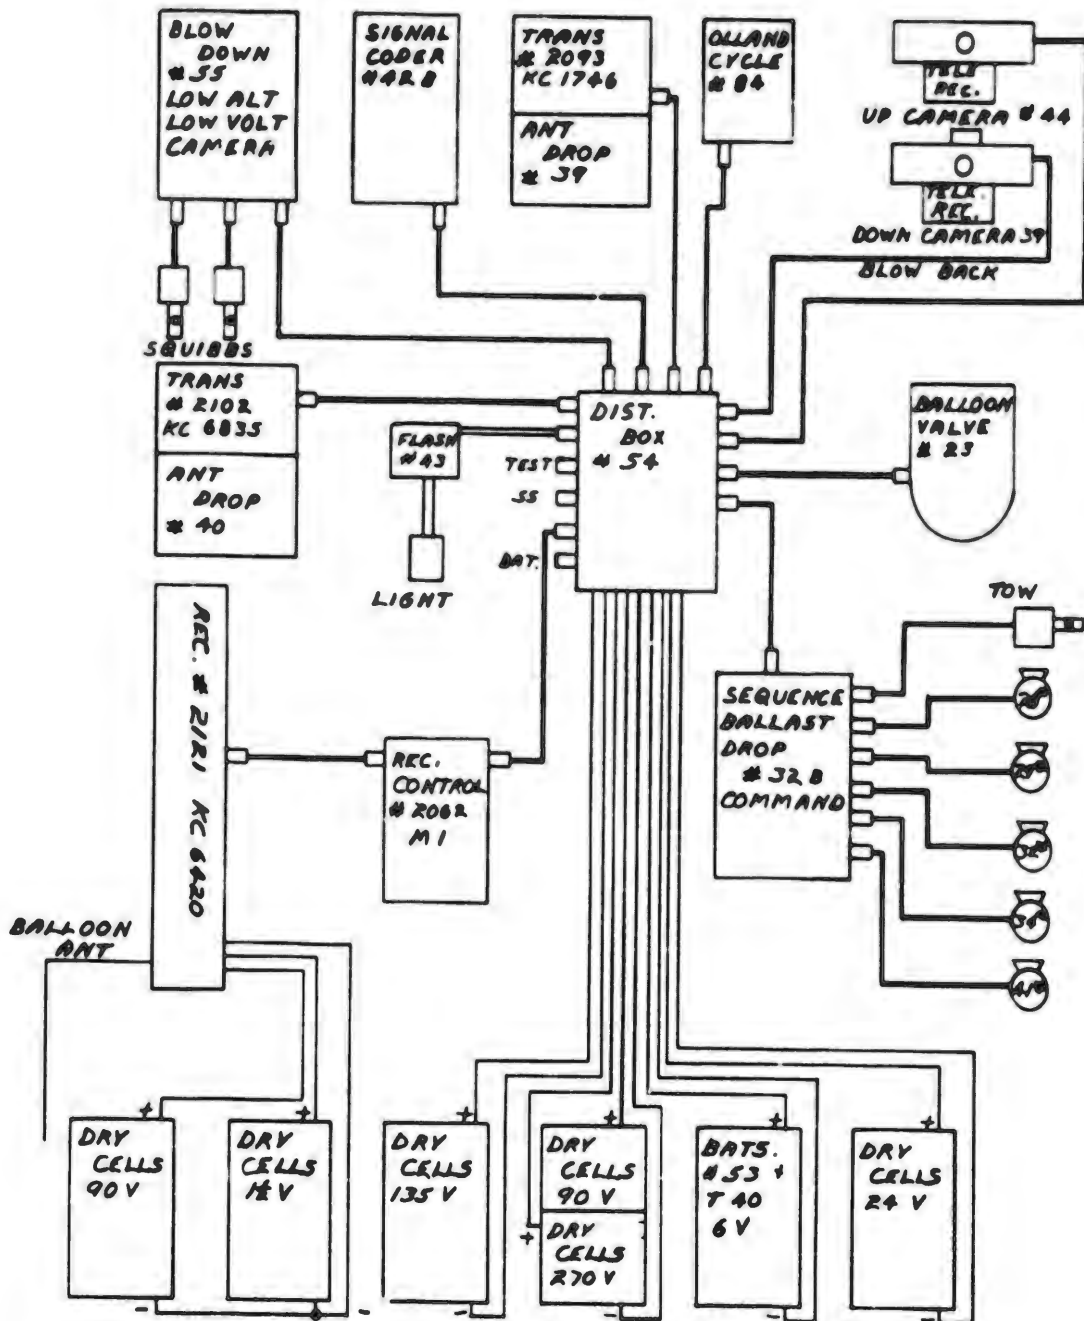 BLOW
DOWN
# 55
LOW ALT
LOW VOLT
CAMERA
SIGNAL
CODER
# 42 B
TRANS
# 2093
KC 1746
ANT
DROP
# 39
OLLAND
CYCLE
# 84
TELE
REC.
UP CAMERA # 44
TELE.
REC.
DOWN CAMERA 39
BLOW BACK
SQUIBBS
TRANS
# 2102
KC 6835
ANT
DROP
# 40
FLASH
# 43
LIGHT
TEST
SS
BAT.
DIST.
BOX
# 54
BALLOON
VALVE
# 23
TOW
SEQUENCE
BALLAST
DROP
# 32 B
COMMAND
REC. # 2121 KC 6420
REC.
CONTROL
# 2062
M 1
BALLOON
ANT
+
DRY
CELLS
90 V
-
+
DRY
CELLS
1½ V
-
+
DRY
CELLS
135 V
-
+
DRY
CELLS
90 V
+
DRY
CELLS
270 V
-
+
BATS.
# 53 +
T 40
6 V
-
+
DRY
CELLS
24 V
-